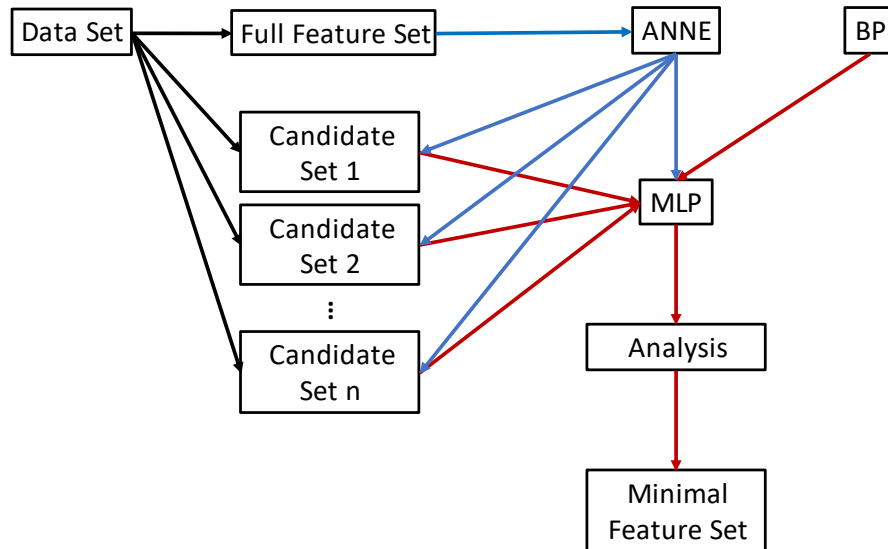 Data Set
Full Feature Set
ANNE
BP
Candidate
Set 1
MLP
Candidate
Set 2
...
Analysis
Candidate
Set n
Minimal
Feature Set